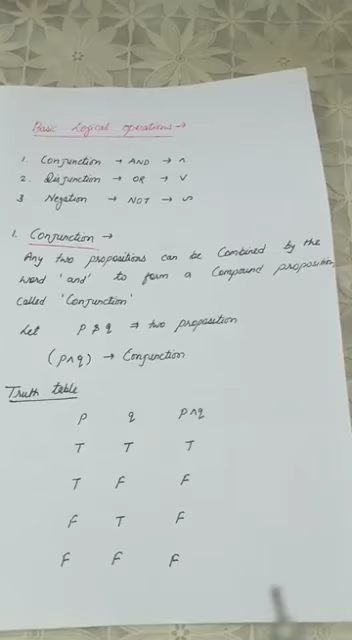 Basic Logical operations →
1. Conjunction → AND → ∧
2. Disjunction → OR → ∨
3 Negation → NOT → ∽
1. Conjunction →
Any two propositions can be Combined by the
word 'and' to form a Compound proposition
called 'Conjunction'
Let p & q ⇒ two proposition
(p∧q) → Conjunction
Truth table
p q p∧q
T T T
T F F
F T F
F F F